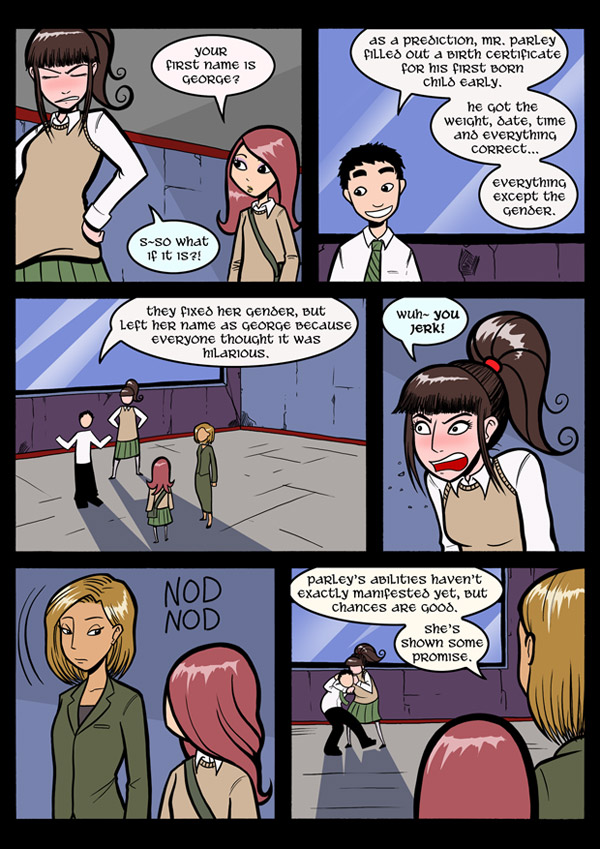 YOUR
FIRST NAME IS
GEORGE?
S~SO WHAT
IF IT IS?!
AS A PREDICTION, MR. PARLEY
FILLED OUT A BIRTH CERTIFICATE
FOR HIS FIRST BORN
CHILD EARLY.
HE GOT THE
WEIGHT, DATE, TIME
AND EVERYTHING
CORRECT...
EVERYTHING
EXCEPT THE
GENDER.
THEY FIXED HER GENDER, BUT
LEFT HER NAME AS GEORGE BECAUSE
EVERYONE THOUGHT IT WAS
HILARIOUS.
WUH~ YOU
JERK!
NOD
NOD
PARLEY'S ABILITIES HAVEN'T
EXACTLY MANIFESTED YET, BUT
CHANCES ARE GOOD.
SHE'S
SHOWN SOME
PROMISE.